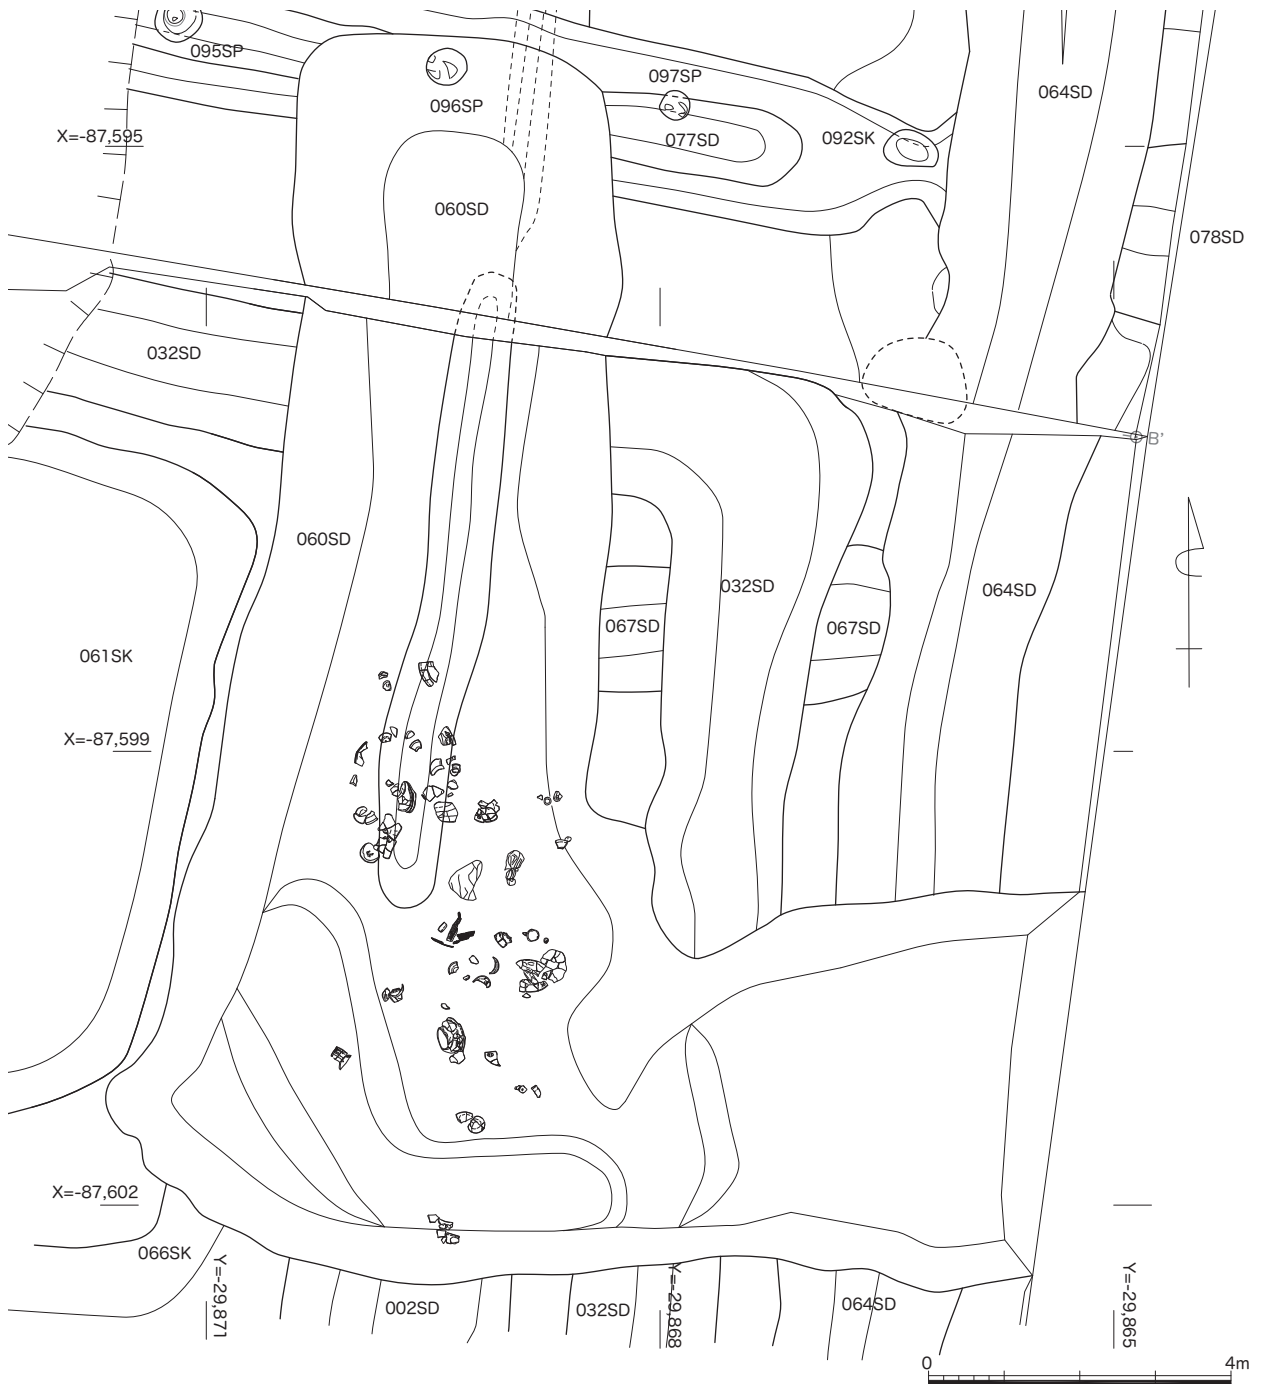 095SP
096SP
097SP
077SD
092SK
064SD
X=-87,595
060SD
078SD
032SD
B’
060SD
032SD
064SD
067SD
067SD
061SK
X=-87,599
X=-87,602
066SK
002SD
032SD
064SD
Y=-29,871
Y=-29,868
Y=-29,865
0
4m